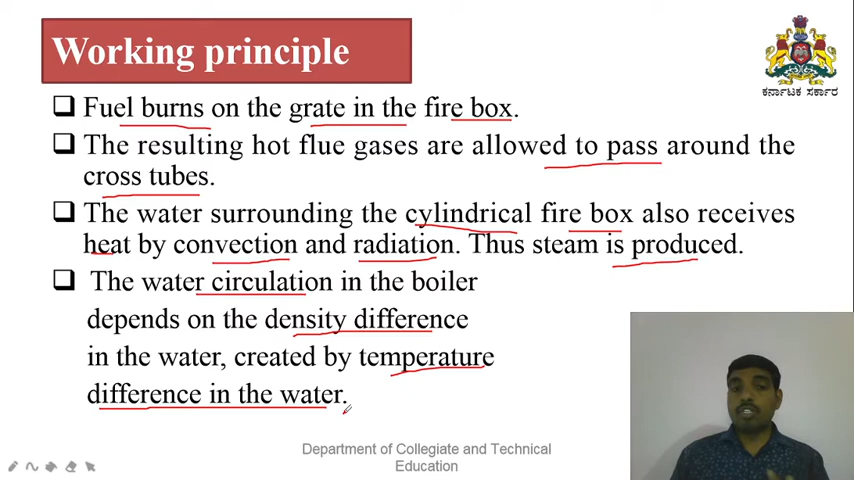 Working principle
ಕರ್ನಾಟಕ ಸರ್ಕಾರ
❑ Fuel burns on the grate in the fire box.
❑ The resulting hot flue gases are allowed to pass around the
cross tubes.
❑ The water surrounding the cylindrical fire box also receives
heat by convection and radiation. Thus steam is produced.
❑ The water circulation in the boiler
depends on the density difference
in the water, created by temperature
difference in the water.
Department of Collegiate and Technical
Education